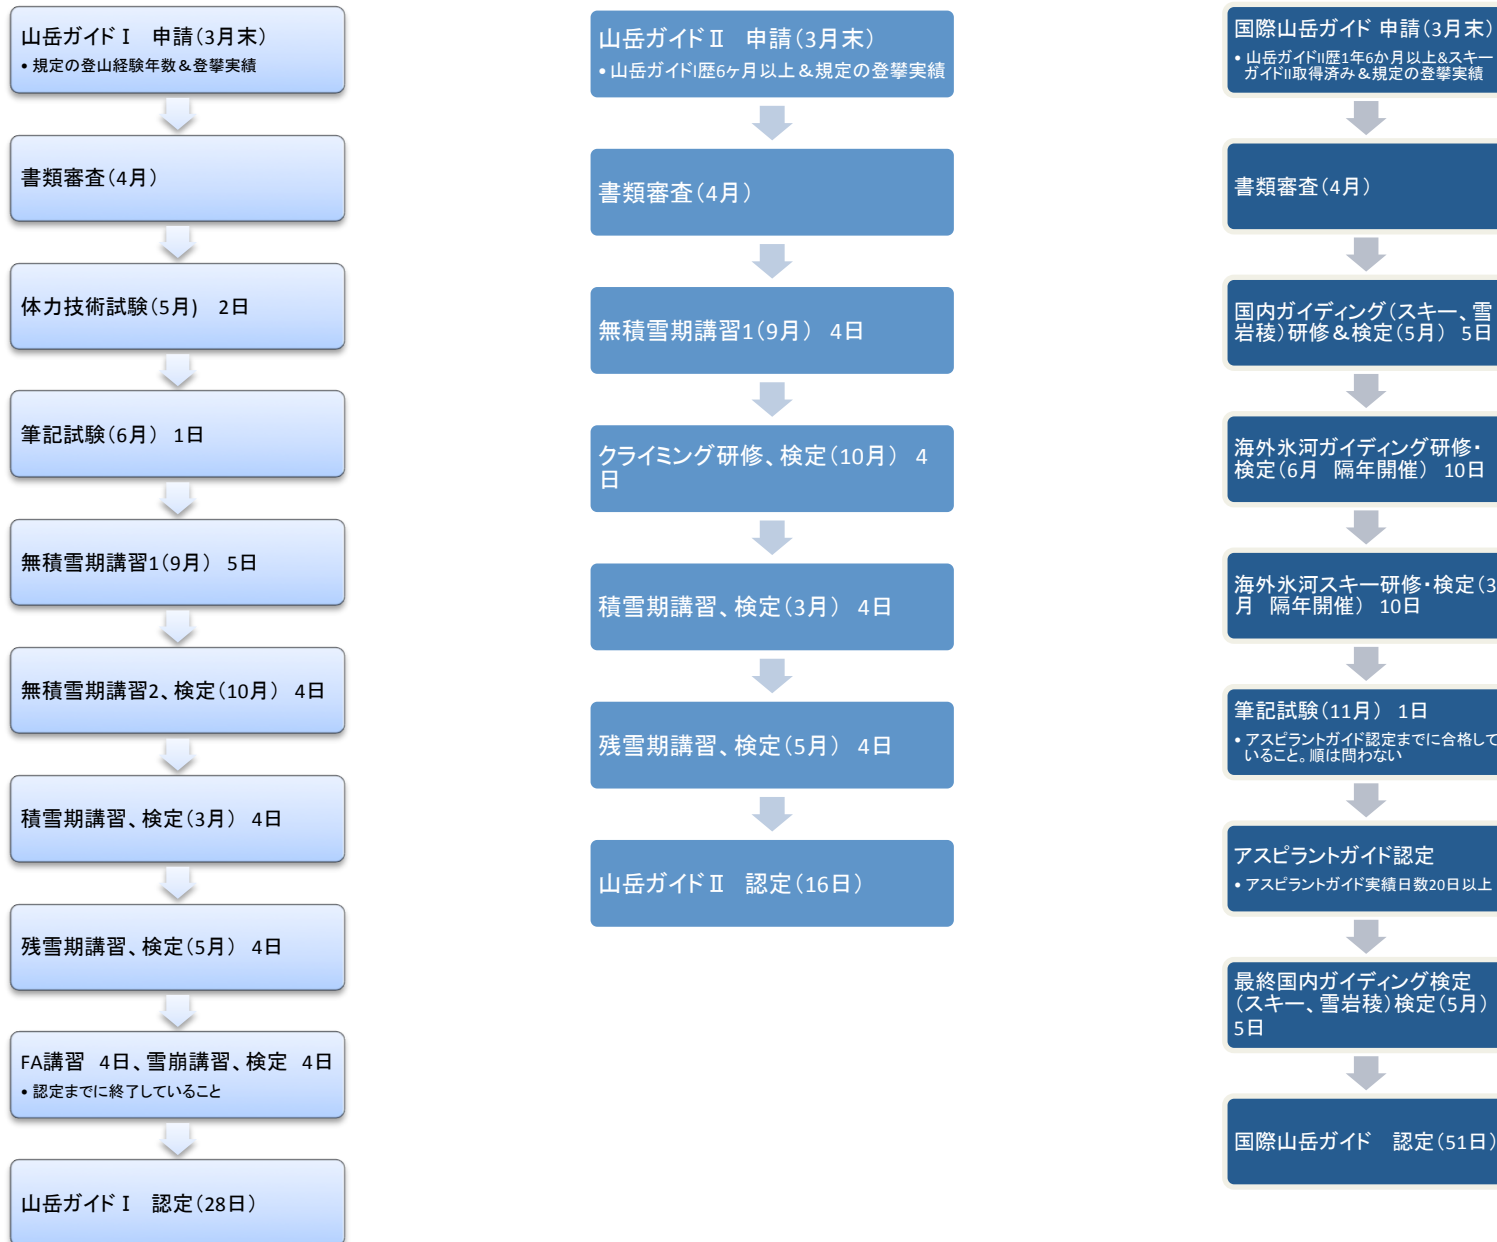 山岳ガイドⅠ　申請（3月末）
• 規定の登山経験年数＆登攀実績
書類審査（4月）
体力技術試験（5月)　2日
筆記試験（6月）　1日
無積雪期講習1（9月）　5日
無積雪期講習2、検定（10月）　4日
積雪期講習、検定（3月）　4日
残雪期講習、検定（5月）　4日
FA講習　4日、雪崩講習、検定　4日
• 認定までに終了していること
山岳ガイドⅠ　認定（28日）
山岳ガイドⅡ　申請（3月末）
• 山岳ガイドI歴6ヶ月以上＆規定の登攀実績
書類審査（4月）
無積雪期講習1（9月）　4日
クライミング研修、検定（10月）　4
日
積雪期講習、検定（3月）　4日
残雪期講習、検定（5月）　4日
山岳ガイドⅡ　認定（16日）
国際山岳ガイド 申請（3月末）
• 山岳ガイドII歴1年6か月以上&スキー
ガイドII取得済み＆規定の登攀実績
書類審査（4月）
国内ガイディング（スキー、雪
岩稜）研修＆検定（5月）　5日
海外氷河ガイディング研修・
検定（6月　隔年開催）　10日
海外氷河スキー研修・検定（3
月　隔年開催）　10日
筆記試験（11月）　1日
• アスピラントガイド認定までに合格して
いること。順は問わない
アスピラントガイド認定
• アスピラントガイド実績日数20日以上
最終国内ガイディング検定
（スキー、雪岩稜）検定（5月）
5日
国際山岳ガイド　認定（51日）